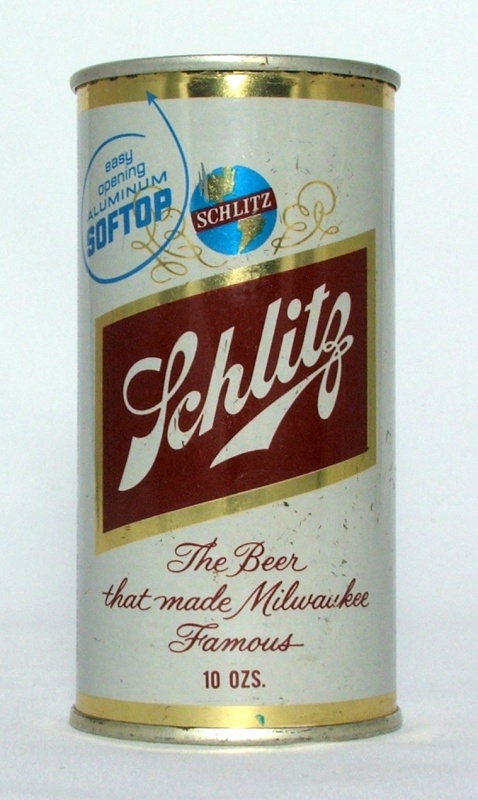 easy
opening
ALUMINUM
SOFTOP
SCHLITZ
Schlitz
The Beer
that made Milwaukee
Famous
10 OZS.